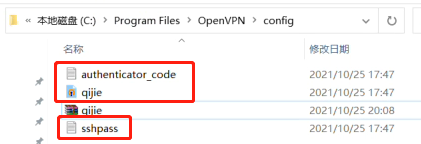 « 本地磁盘 (C:) › Program Files › OpenVPN › config
名称 修改日期
authenticator_code 2021/10/25 17:47
qijie 2021/10/25 17:47
qijie 2021/10/25 20:08
sshpass 2021/10/25 17:47